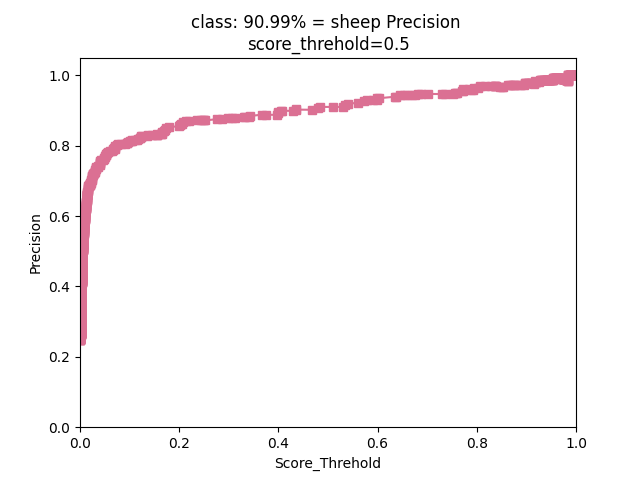 class: 90.99% = sheep Precision
score_threhold=0.5
Precision
1.0
0.8
0.6
0.4
0.2
0.0
0.0 0.2 0.4 0.6 0.8 1.0
Score_Threhold